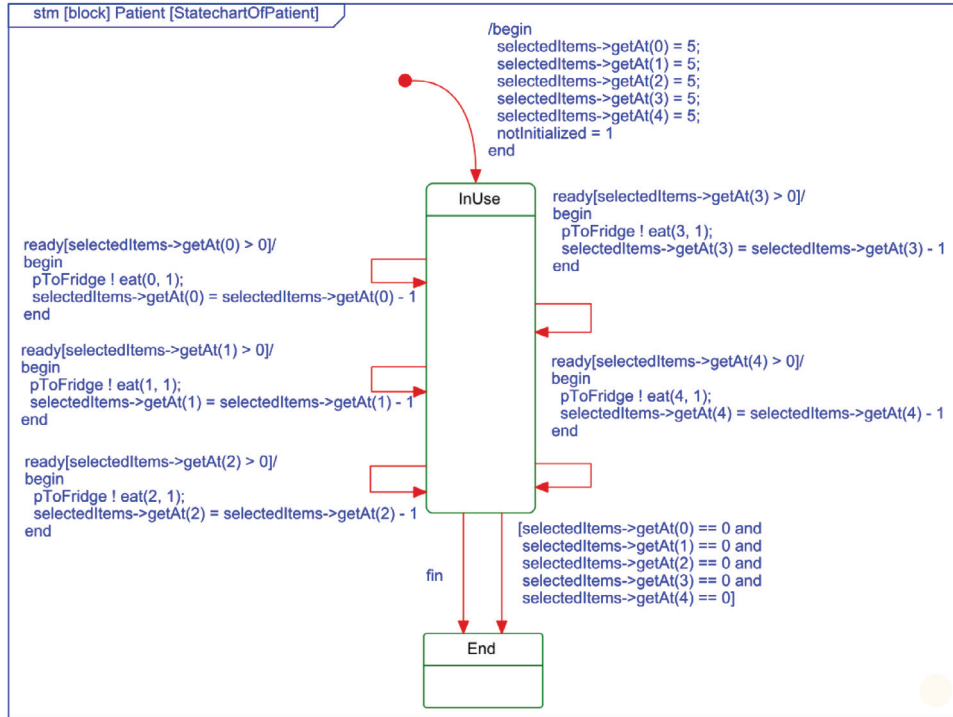 stm [block] Patient [StatechartOfPatient]
/begin
selectedItems->getAt(0) = 5;
selectedItems->getAt(1) = 5;
selectedItems->getAt(2) = 5;
selectedItems->getAt(3) = 5;
selectedItems->getAt(4) = 5;
notInitialized = 1
end
InUse
ready[selectedItems->getAt(0) > 0]/
begin
pToFridge ! eat(0, 1);
selectedItems->getAt(0) = selectedItems->getAt(0) - 1
end
ready[selectedItems->getAt(1) > 0]/
begin
pToFridge ! eat(1, 1);
selectedItems->getAt(1) = selectedItems->getAt(1) - 1
end
ready[selectedItems->getAt(2) > 0]/
begin
pToFridge ! eat(2, 1);
selectedItems->getAt(2) = selectedItems->getAt(2) - 1
end
ready[selectedItems->getAt(3) > 0]/
begin
pToFridge ! eat(3, 1);
selectedItems->getAt(3) = selectedItems->getAt(3) - 1
end
ready[selectedItems->getAt(4) > 0]/
begin
pToFridge ! eat(4, 1);
selectedItems->getAt(4) = selectedItems->getAt(4) - 1
end
fin
[selectedItems->getAt(0) == 0 and
selectedItems->getAt(1) == 0 and
selectedItems->getAt(2) == 0 and
selectedItems->getAt(3) == 0 and
selectedItems->getAt(4) == 0]
End